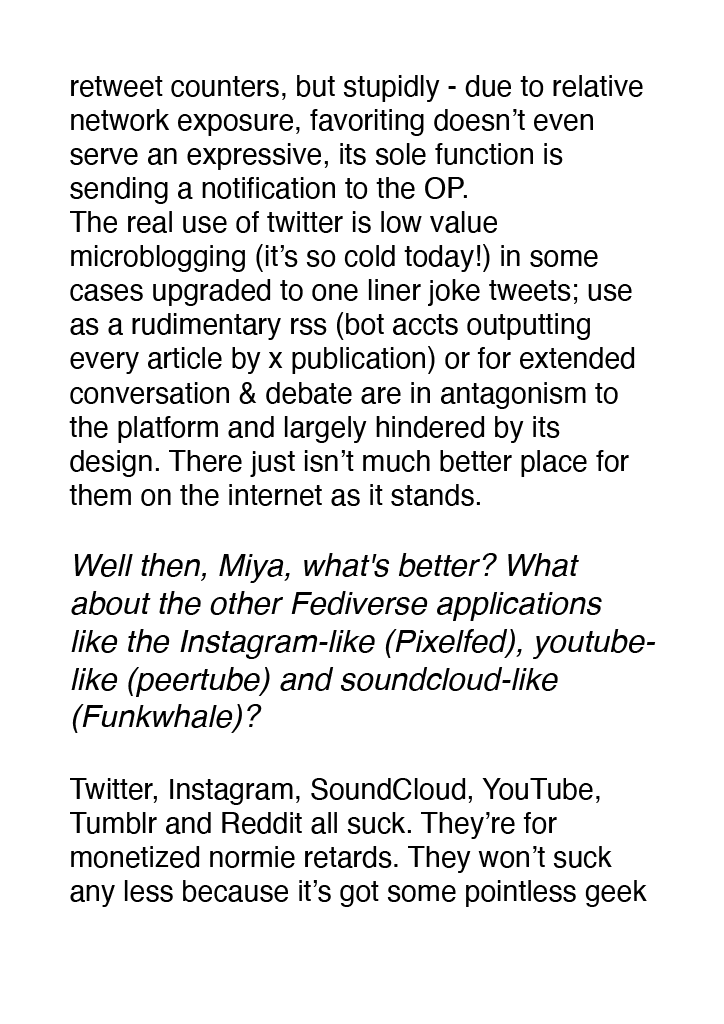 retweet counters, but stupidly - due to relative
network exposure, favoriting doesn’t even
serve an expressive, its sole function is
sending a notification to the OP.
The real use of twitter is low value
microblogging (it’s so cold today!) in some
cases upgraded to one liner joke tweets; use
as a rudimentary rss (bot accts outputting
every article by x publication) or for extended
conversation & debate are in antagonism to
the platform and largely hindered by its
design. There just isn’t much better place for
them on the internet as it stands.
Well then, Miya, what's better? What
about the other Fediverse applications
like the Instagram-like (Pixelfed), youtube-
like (peertube) and soundcloud-like
(Funkwhale)?
Twitter, Instagram, SoundCloud, YouTube,
Tumblr and Reddit all suck. They’re for
monetized normie retards. They won’t suck
any less because it’s got some pointless geek